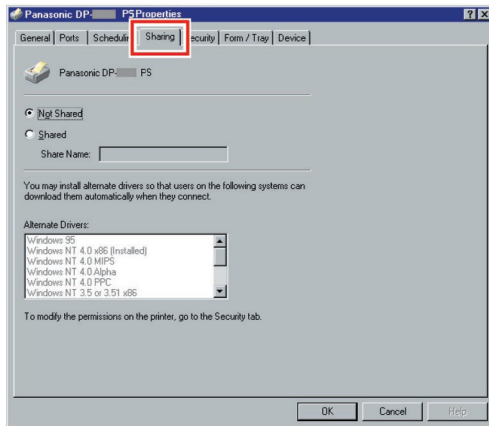 Panasonic DP- PS Properties
General Ports Scheduling Sharing Security Form / Tray Device
Panasonic DP- PS
Not Shared
Shared
Share Name:
You may install alternate drivers so that users on the following systems can
download them automatically when they connect.
Alternate Drivers:
Windows 95
Windows NT 4.0 x86 (Installed)
Windows NT 4.0 MIPS
Windows NT 4.0 Alpha
Windows NT 4.0 PPC
Windows NT 3.5 or 3.51 x86
To modify the permissions on the printer, go to the Security tab.
OK Cancel Help